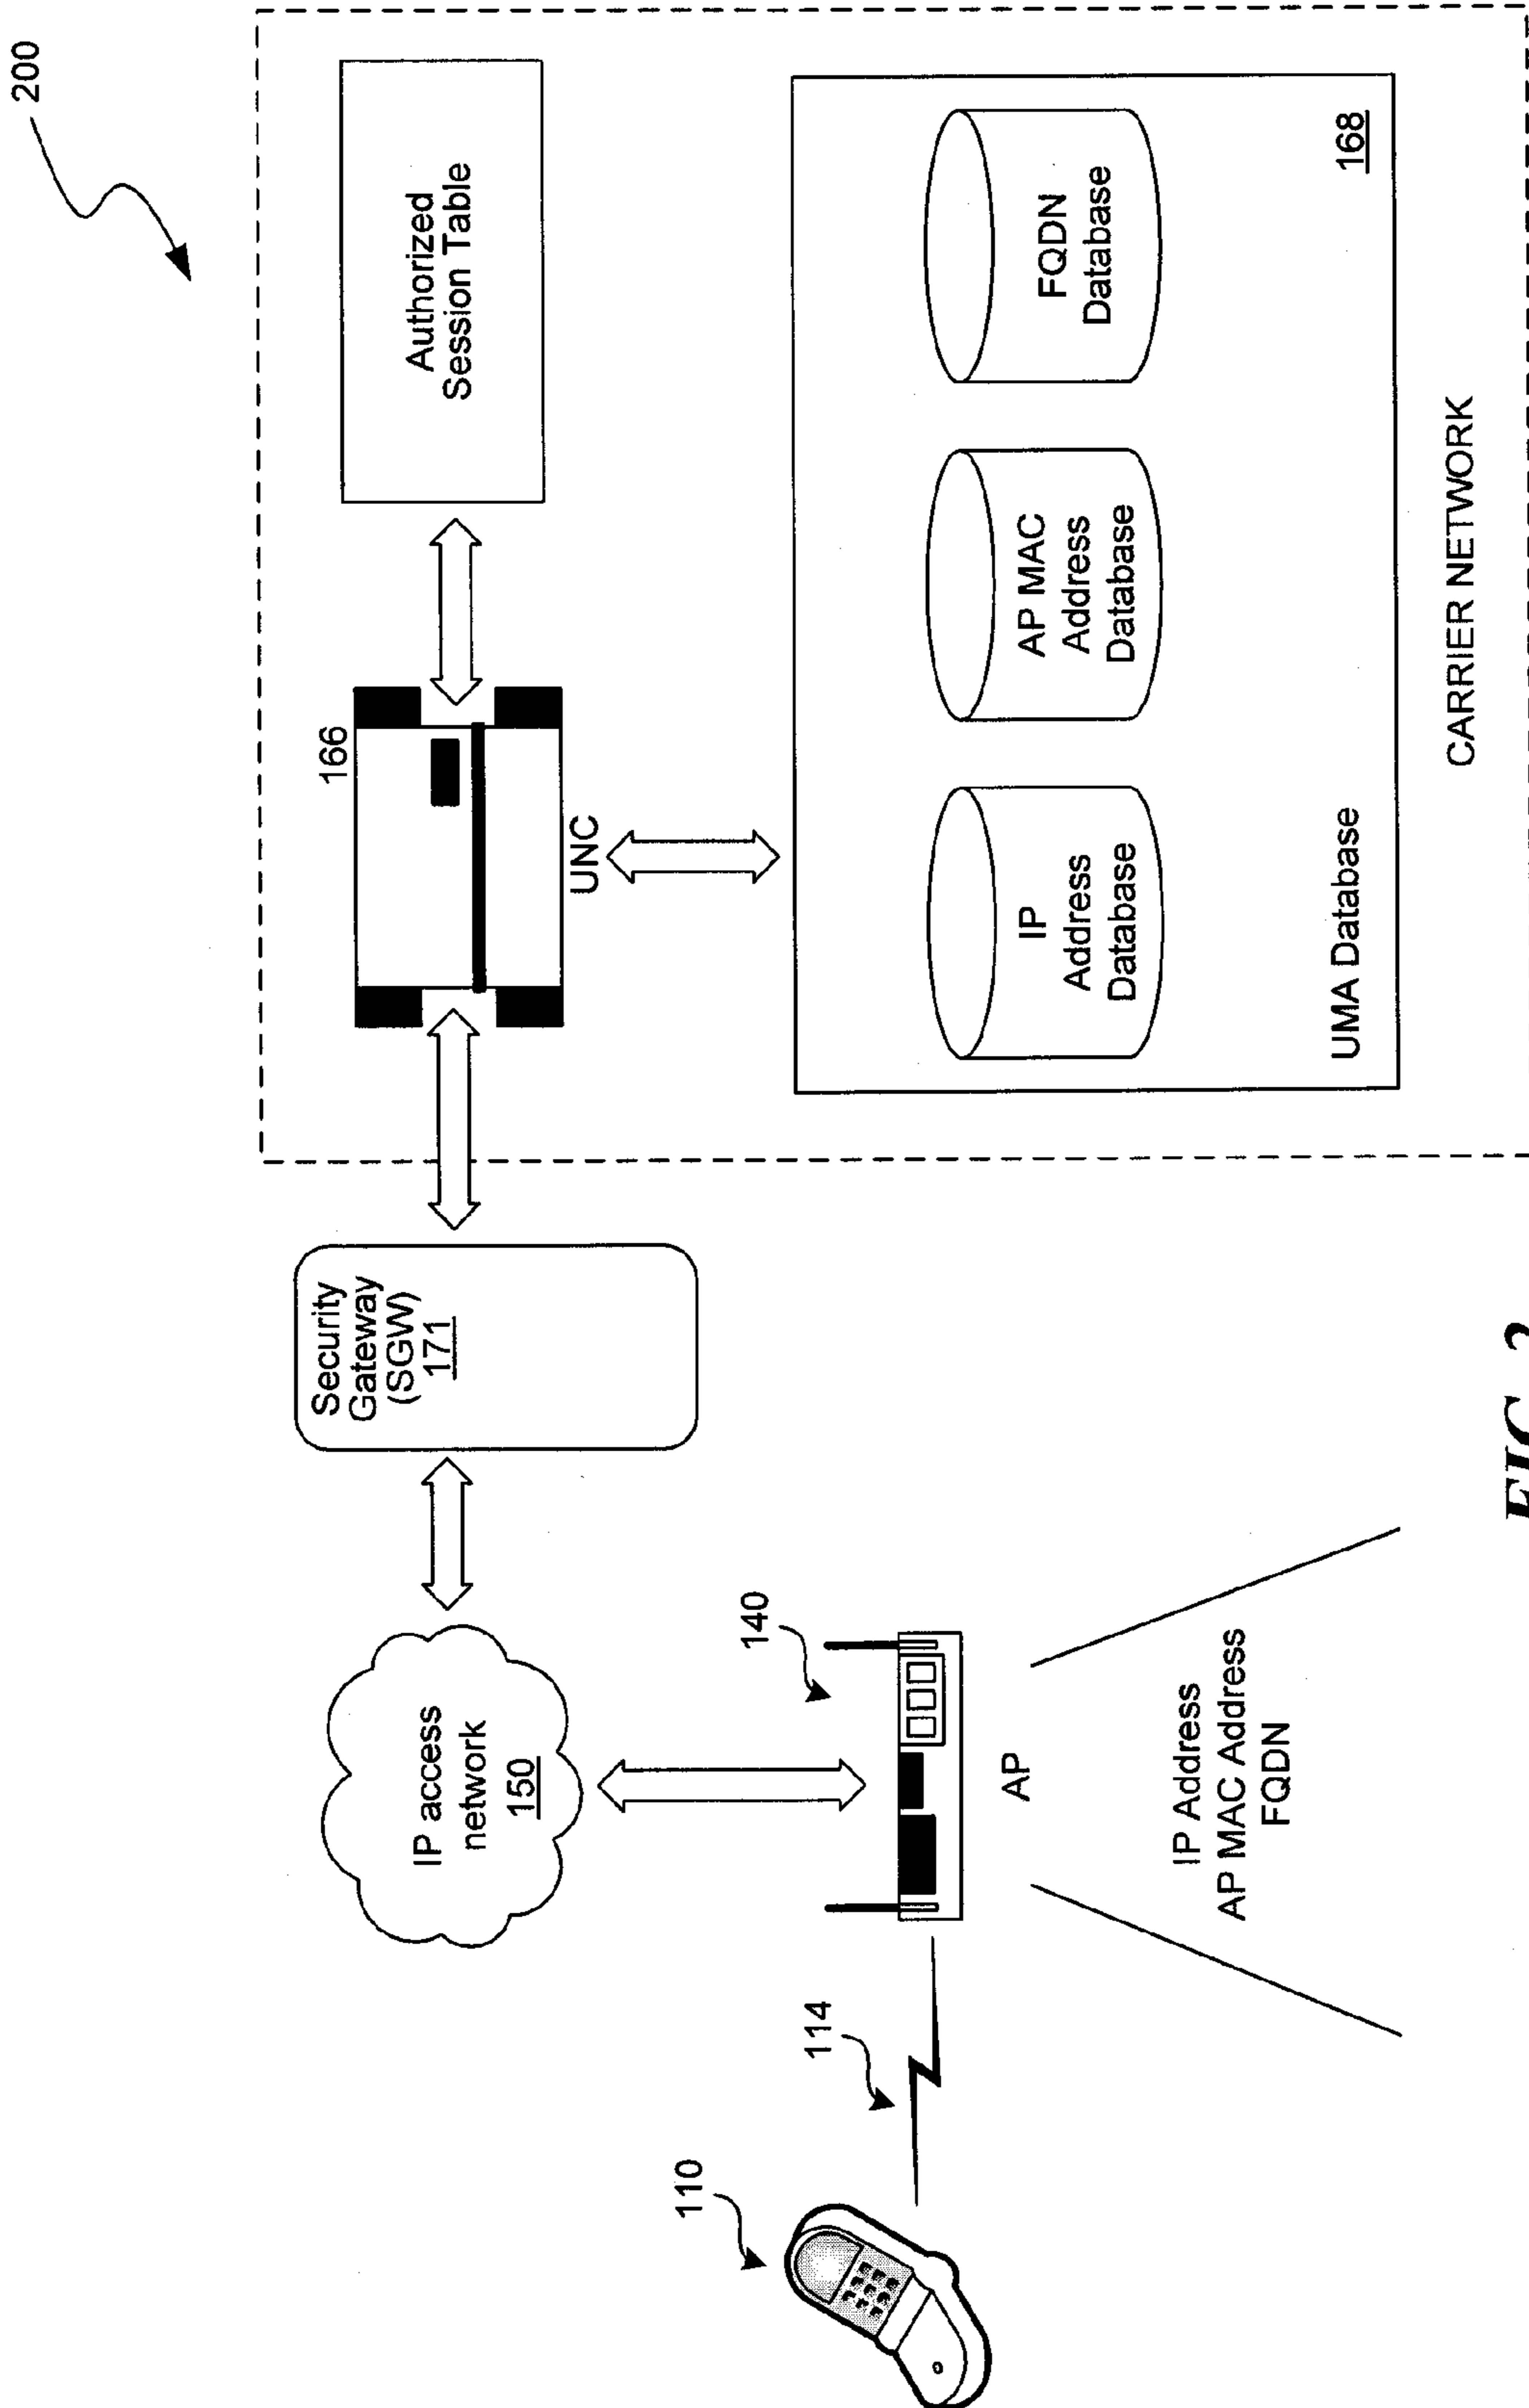 200
Authorized
Session Table
166
UNC
IP
Address
Database
AP MAC
Address
Database
FQDN
Database
UMA Database
168
CARRIER NETWORK
Security
Gateway
(SGW)
171
IP access
network
150
140
AP
IP Address
AP MAC Address
FQDN
114
110
FIG. 2